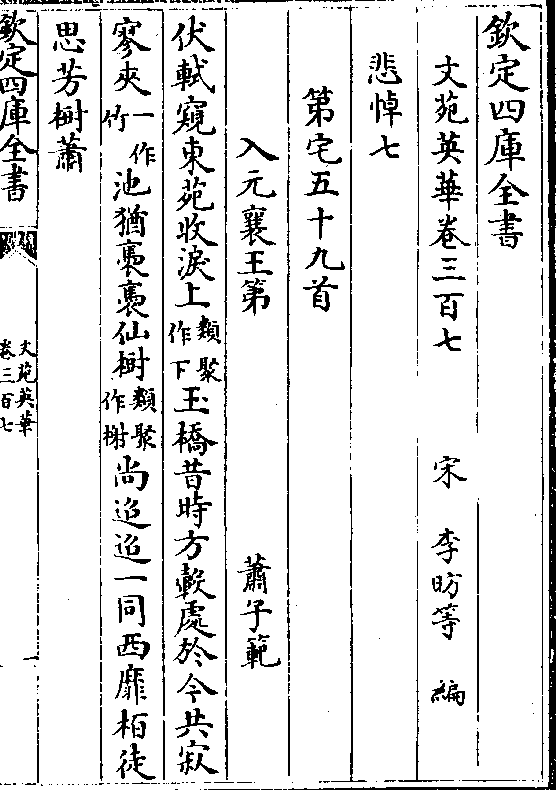 欽定四庫全書
文苑英華卷三百七
宋 李昉等 編
悲悼七
第宅五十九首
入元襄王第 蕭子範
伏軾窺東苑收淚上類聚作下玉橋昔時方轂處於今共寂
寥夾一作竹池猶裊裊仙樹類聚作榭尚迢迢一同西靡柏徒
思芳樹蕭
欽定四庫全書
文苑英華
卷三百七
一